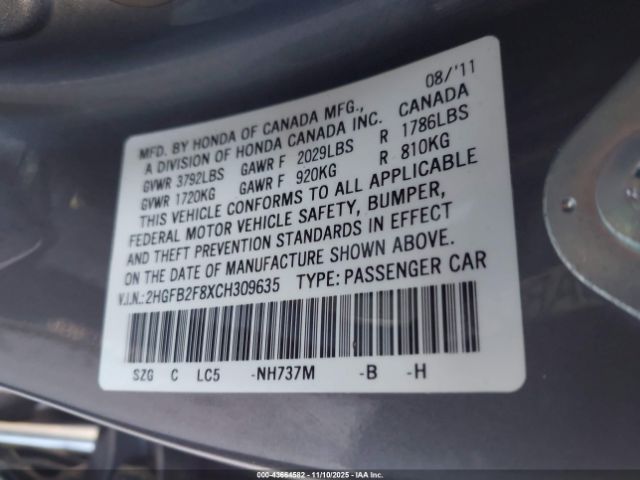 08/'11
MFD. BY HONDA OF CANADA MFG.,
A DIVISION OF HONDA CANADA INC. CANADA
GVWR 3792LBS GAWR F 2029LBS R 1786LBS
GVWR 1720KG GAWR F 920KG R 810KG
THIS VEHICLE CONFORMS TO ALL APPLICABLE
FEDERAL MOTOR VEHICLE SAFETY, BUMPER,
AND THEFT PREVENTION STANDARDS IN EFFECT
ON THE DATE OF MANUFACTURE SHOWN ABOVE.
V.I.N.:2HGFB2F8XCH309635 TYPE:PASSENGER CAR
SZG C LC5 -NH737M -B -H
000-43664582 - 11/10/2025 - IAA Inc.